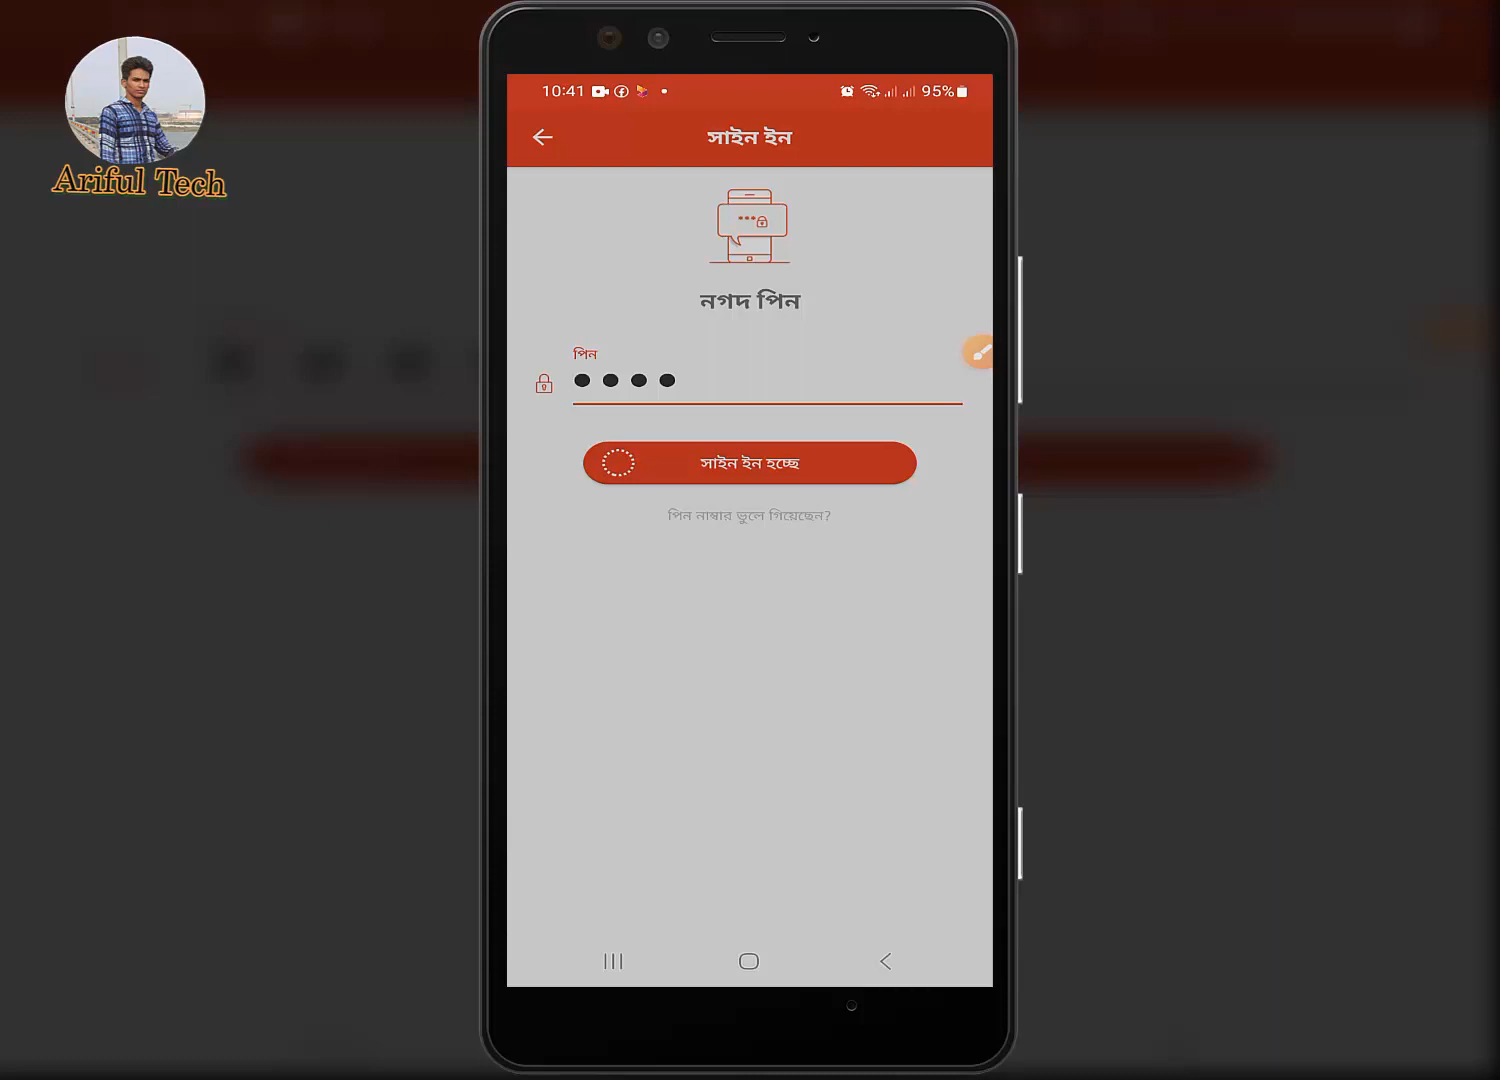 Ariful Tech
10:41
95%
সাইন ইন
***
নগদ পিন
পিন
সাইন ইন হচ্ছে
পিন নাম্বার ভুলে গিয়েছেন?